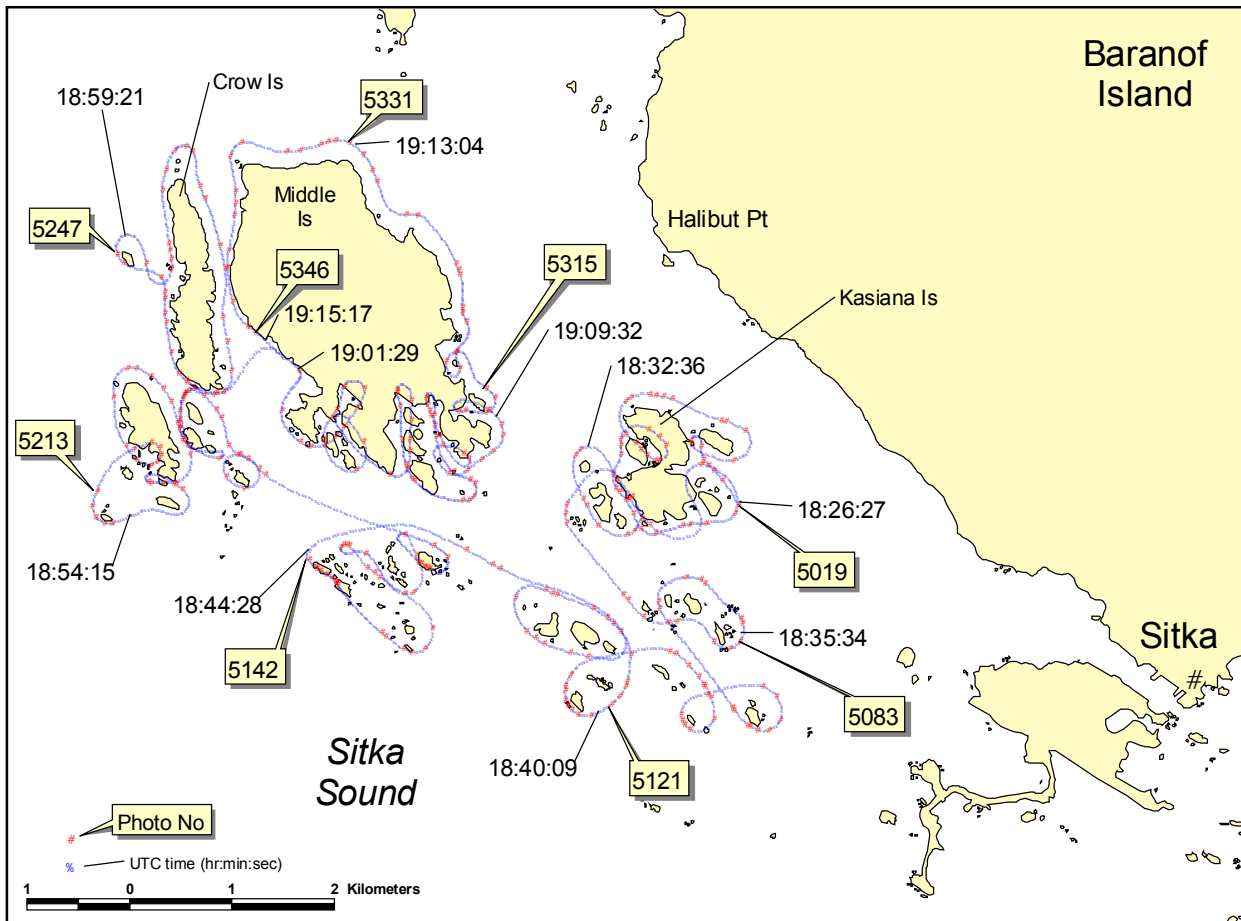 Baranof
Island
Crow Is
18:59:21
5331
19:13:04
Middle
Is
Halibut Pt
5247
5346
5315
19:15:17
Kasiana Is
19:09:32
19:01:29
18:32:36
5213
18:26:27
18:54:15
5019
18:44:28
18:35:34
Sitka
#
5142
5083
18:40:09
5121
Sitka
Sound
# Photo No
% UTC time (hr:min:sec)
1 0 1 2 Kilometers